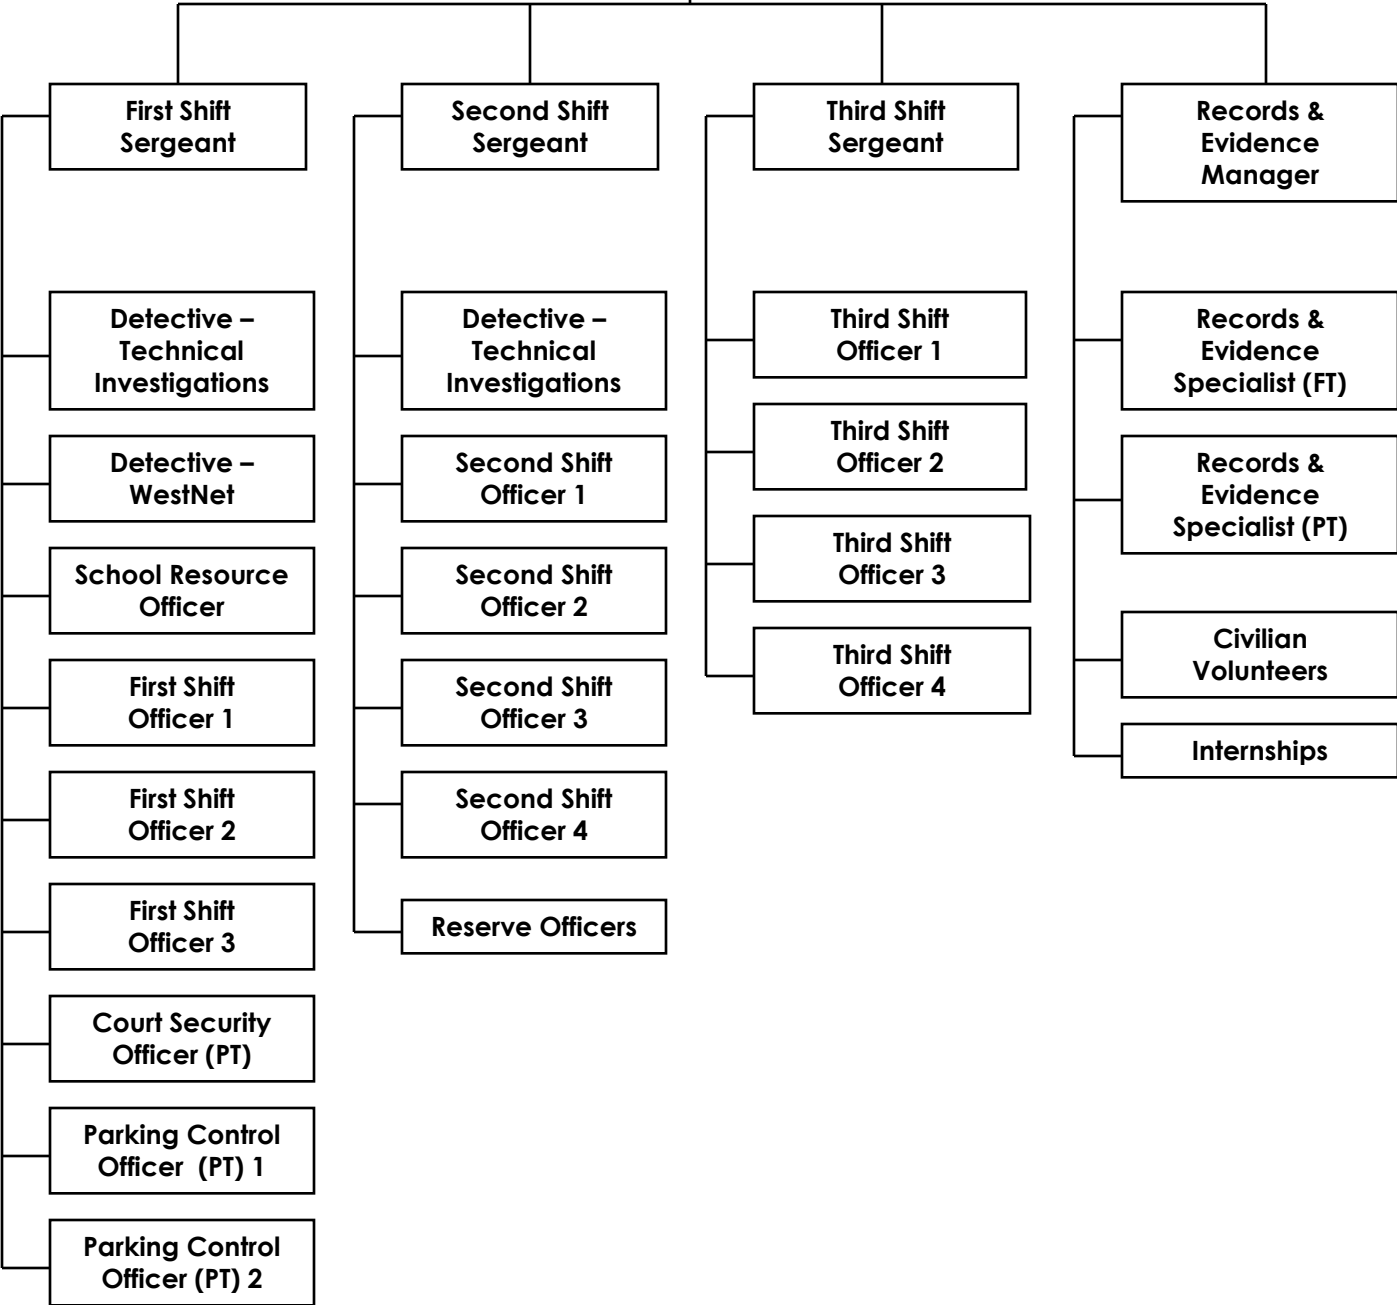 First Shift
Sergeant
Second Shift
Sergeant
Third Shift
Sergeant
Records &
Evidence
Manager
Detective –
Technical
Investigations
Detective –
WestNet
School Resource
Officer
First Shift
Officer 1
First Shift
Officer 2
First Shift
Officer 3
Court Security
Officer (PT)
Parking Control
Officer  (PT) 1
Parking Control
Officer (PT) 2
Detective –
Technical
Investigations
Second Shift
Officer 1
Second Shift
Officer 2
Second Shift
Officer 3
Second Shift
Officer 4
Reserve Officers
Third Shift
Officer 1
Third Shift
Officer 2
Third Shift
Officer 3
Third Shift
Officer 4
Records &
Evidence
Specialist (FT)
Records &
Evidence
Specialist (PT)
Civilian
Volunteers
Internships